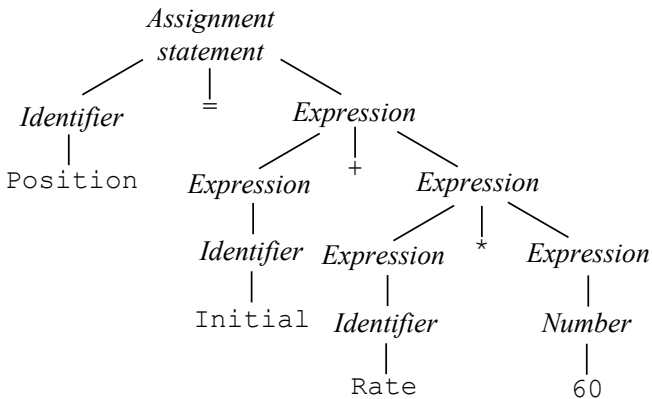 Assignment
statement
Identifier
=
Expression
Position
Expression
+
Expression
Identifier
Expression
*
Expression
Initial
Identifier
Number
Rate
60